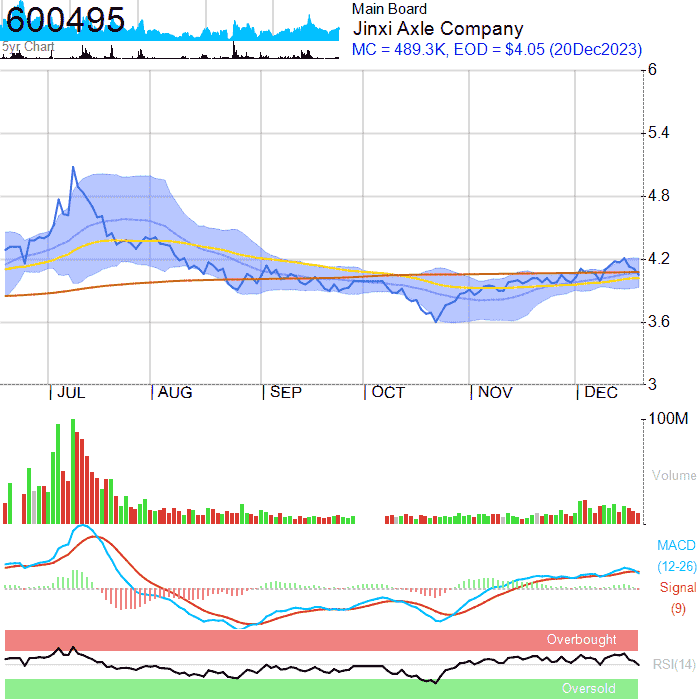 600495
5yr Chart
Main Board
Jinxi Axle Company
MC = 489.3K, EOD = $4.05 (20Dec2023)
6
5.4
4.8
4.2
3.6
3
JUL AUG SEP OCT NOV DEC
100M
Volume
MACD
(12-26)
Signal
(9)
Overbought
RSI(14)
Oversold